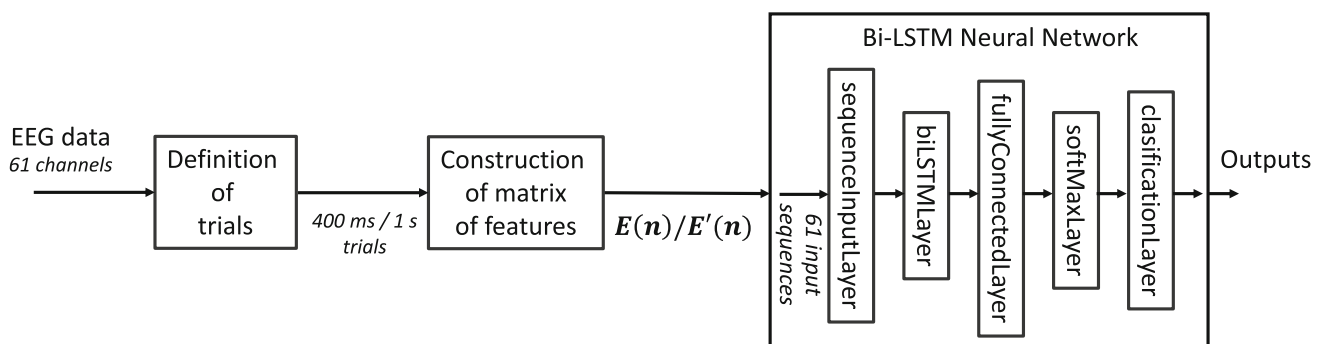 EEG data
61 channels
Definition
of
trials
400 ms / 1 s
trials
Construction
of matrix
of features
E(n)/E'(n)
Bi-LSTM Neural Network
61 input
sequences
sequenceInputLayer
biLSTMLayer
fullyConnectedLayer
softMaxLayer
clasificationLayer
Outputs